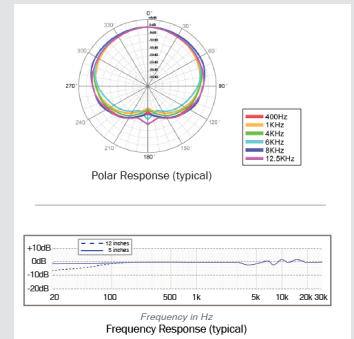 0°
330°
30°
300
60
270°
90°
240
120°
210
150
180°
400Hz
1KHz
4KHz
6KHz
8KHz
12.5KHz
Polar Response (typical)
12 inches
5 inches
+10dB
0dB
-10dB
-20dB
20 100 500 1k 5k 10k 20k 30k
Frequency in Hz
Frequency Response (typical)